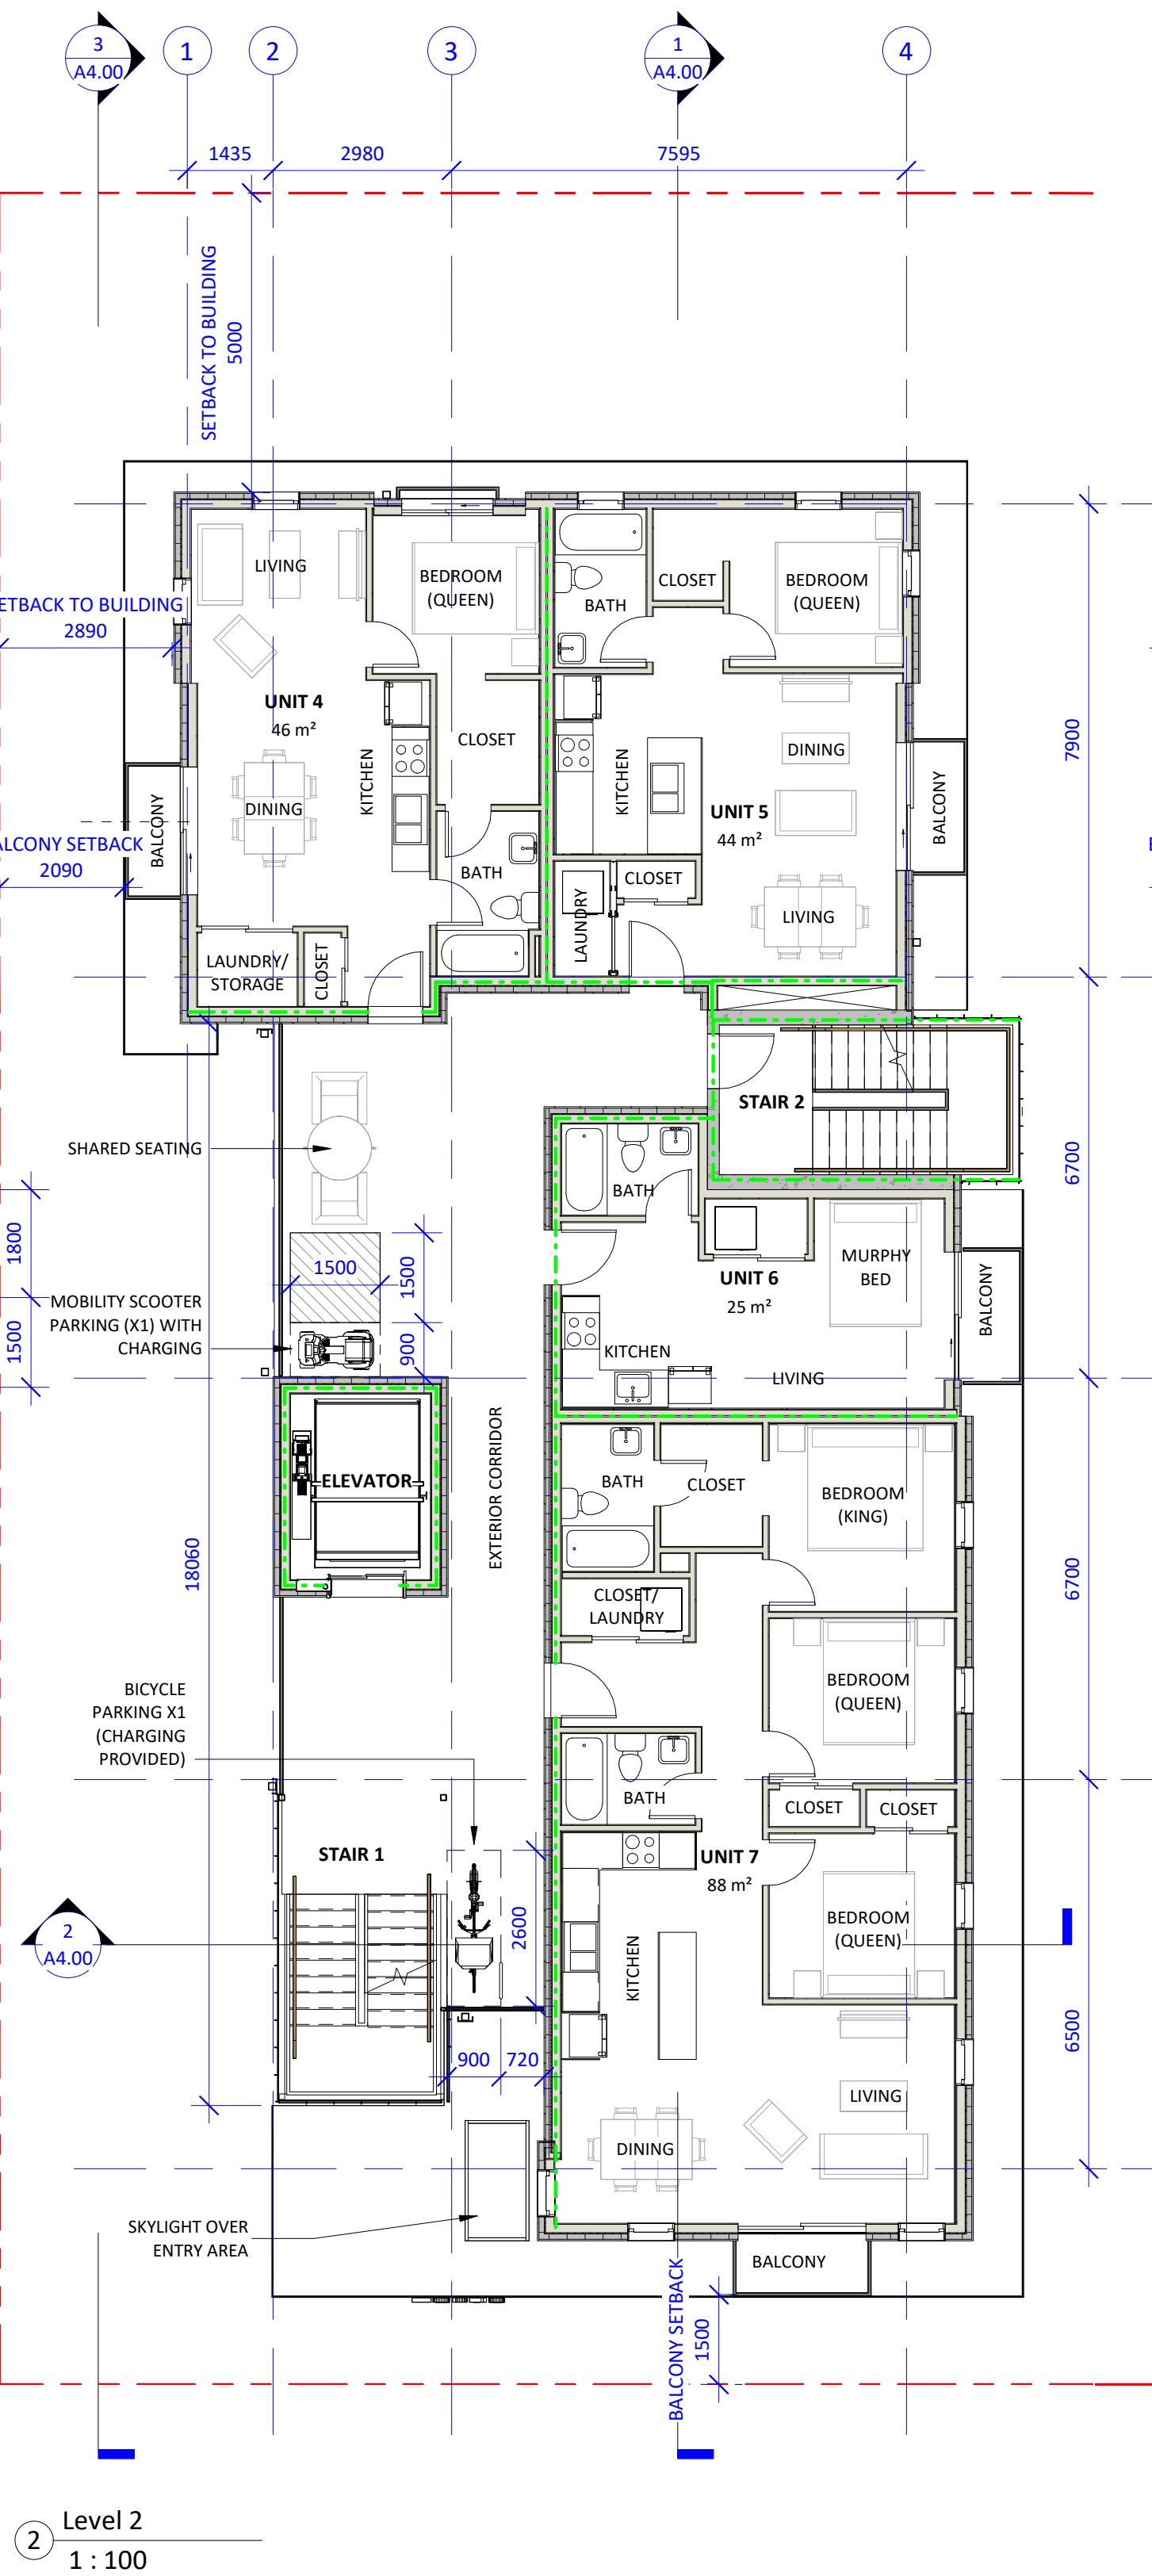 3
A4.00
1
2
3
1
A4.00
4
1435
2980
7595
SETBACK TO BUILDING
5000
LIVING
BEDROOM
(QUEEN)
CLOSET
BATH
BEDROOM
(QUEEN)
ETBACK TO BUILDING
2890
UNIT 4
46 m²
CLOSET
KITCHEN
DINING
BALCONY
ALCONY SETBACK
2090
BATH
LAUNDRY/
STORAGE
CLOSET
KITCHEN
DINING
UNIT 5
44 m²
BALCONY
CLOSET
LAUNDRY
LIVING
7900
STAIR 2
SHARED SEATING
BATH
6700
1800
1500
1500
1500
900
MOBILITY SCOOTER
PARKING (X1) WITH
CHARGING
UNIT 6
25 m²
MURPHY
BED
BALCONY
KITCHEN
LIVING
ELEVATOR
EXTERIOR CORRIDOR
BATH
CLOSET
BEDROOM
(KING)
18060
CLOSET/
LAUNDRY
6700
BICYCLE
PARKING X1
(CHARGING
PROVIDED)
BEDROOM
(QUEEN)
BATH
CLOSET
CLOSET
STAIR 1
UNIT 7
88 m²
2
A4.00
2600
KITCHEN
BEDROOM
(QUEEN)
900
720
6500
LIVING
DINING
SKYLIGHT OVER
ENTRY AREA
BALCONY
BALCONY SETBACK
1500
2
Level 2
1 : 100